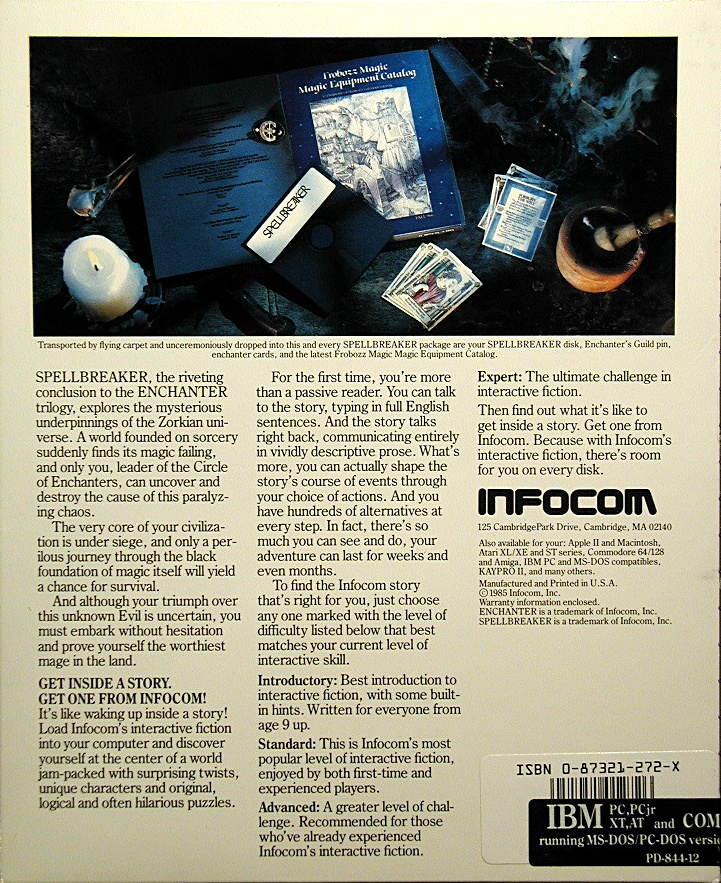 Frobozz Magic
Magic Equipment Catalog
SPELLBREAKER
Transported by flying carpet and unceremoniously dropped into this and every SPELLBREAKER package are your SPELLBREAKER disk, Enchanter's Guild pin,
enchanter cards, and the latest Frobozz Magic Magic Equipment Catalog.
SPELLBREAKER, the riveting
conclusion to the ENCHANTER
trilogy, explores the mysterious
underpinnings of the Zorkian uni-
verse. A world founded on sorcery
suddenly finds its magic failing,
and only you, leader of the Circle
of Enchanters, can uncover and
destroy the cause of this paralyz-
ing chaos.
The very core of your civiliza-
tion is under siege, and only a per-
ilous journey through the black
foundation of magic itself will yield
a chance for survival.
And although your triumph over
this unknown Evil is uncertain, you
must embark without hesitation
and prove yourself the worthiest
mage in the land.
GET INSIDE A STORY.
GET ONE FROM INFOCOM!
It's like waking up inside a story!
Load Infocom's interactive fiction
into your computer and discover
yourself at the center of a world
jam-packed with surprising twists,
unique characters and original,
logical and often hilarious puzzles.
For the first time, you're more
than a passive reader. You can talk
to the story, typing in full English
sentences. And the story talks
right back, communicating entirely
in vividly descriptive prose. What's
more, you can actually shape the
story's course of events through
your choice of actions. And you
have hundreds of alternatives at
every step. In fact, there's so
much you can see and do, your
adventure can last for weeks and
even months.
To find the Infocom story
that's right for you, just choose
any one marked with the level of
difficulty listed below that best
matches your current level of
interactive skill.
Introductory: Best introduction to
interactive fiction, with some built-
in hints. Written for everyone from
age 9 up.
Standard: This is Infocom's most
popular level of interactive fiction,
enjoyed by both first-time and
experienced players.
Advanced: A greater level of chal-
lenge. Recommended for those
who've already experienced
Infocom's interactive fiction.
Expert: The ultimate challenge in
interactive fiction.
Then find out what it's like to
get inside a story. Get one from
Infocom. Because with Infocom's
interactive fiction, there's room
for you on every disk.
INFOCOM
125 CambridgePark Drive, Cambridge, MA 02140
Also available for your: Apple II and Macintosh,
Atari XL/XE and ST series, Commodore 64/128
and Amiga, IBM PC and MS-DOS compatibles,
KAYPRO II, and many others.
Manufactured and Printed in U.S.A.
© 1985 Infocom, Inc.
Warranty information enclosed.
ENCHANTER is a trademark of Infocom, Inc.
SPELLBREAKER is a trademark of Infocom, Inc.
ISBN 0-87321-272-X
IBM PC,PCjr XT,AT and COM
running MS-DOS/PC-DOS versi
PD-844-12